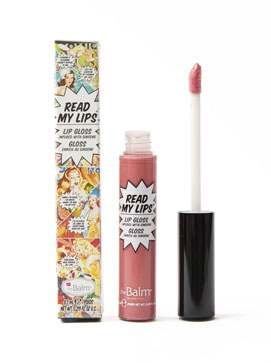 READ
MY LIPS
LIP GLOSS
INFUSED WITH GINSENG
GLOSS
ENRICHI AU GINSENG
theBalm
READ
MY LIPS
LIP GLOSS
INFUSED WITH GINSENG
GLOSS
ENRICHI AU GINSENG
theBalm